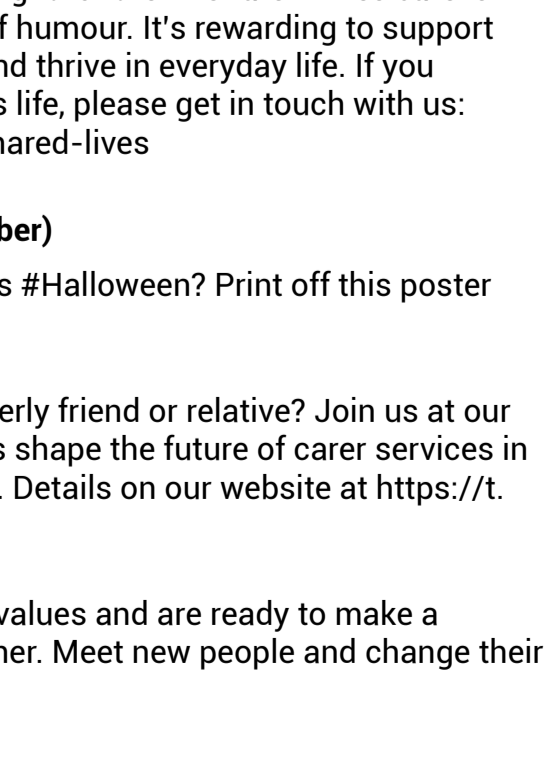 f humour. It's rewarding to support
nd thrive in everyday life. If you
s life, please get in touch with us:
hared-lives
ber)
s #Halloween? Print off this poster
erly friend or relative? Join us at our
s shape the future of carer services in
. Details on our website at https://t.
values and are ready to make a
her. Meet new people and change their